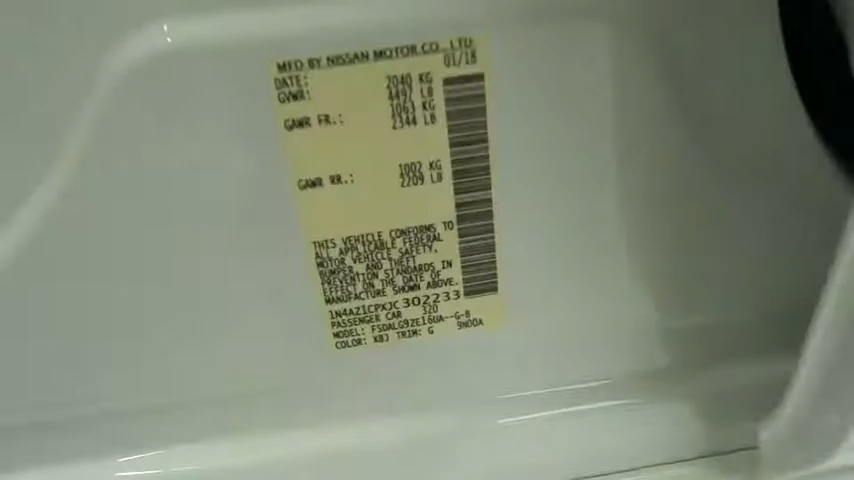 MFD BY NISSAN MOTOR CO., LTD.
DATE: 01/18
GVWR: 2040 KG
4497 LB
GAWR FR.: 1063 KG
2344 LB
GAWR RR.: 1002 KG
2209 LB
THIS VEHICLE CONFORMS TO
ALL APPLICABLE FEDERAL
MOTOR VEHICLE SAFETY,
BUMPER, AND THEFT
PREVENTION STANDARDS IN
EFFECT ON THE DATE OF
MANUFACTURE SHOWN ABOVE.
1N4AZ1CPXJC302233
PASSENGER CAR 320
MODEL: FSDALG9ZE16UA--G-B
COLOR: XBJ TRIM: G 9N00A